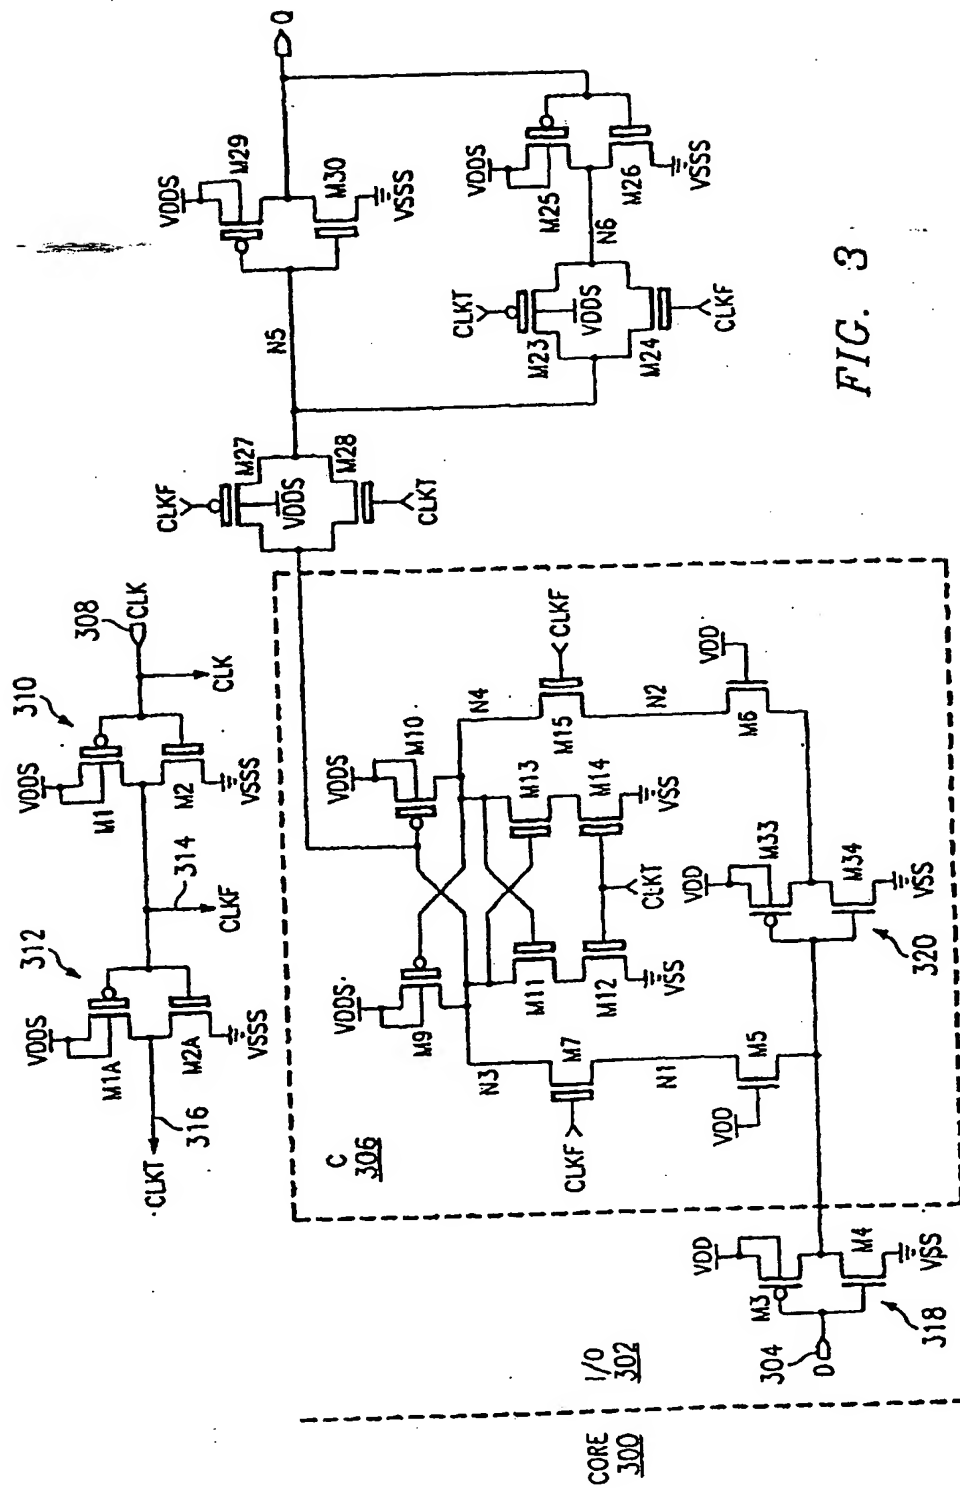 VDDS
310
308
CLK
M1
CLK
M2
VSSS
314
CLKF
VDDS
312
M1A
M2A
VSSS
316
CLKT
VDDS
M29
Q
M30
VSSS
N5
CLKF
M27
VDDS
M28
CLKT
CLKT
M23
VDDS
M24
CLKF
N6
VDDS
M25
M26
VSSS
C
306
VDDS
M9
VDDS
M10
N3
N4
M11
M13
M12
M14
VSS
VSS
CLKT
CLKF
M7
M15
CLKF
N1
N2
VDD
M5
VDD
M6
VDD
M33
M34
VSS
320
VDD
M3
M4
VSS
318
304
D
I/O
302
CORE
300
FIG. 3